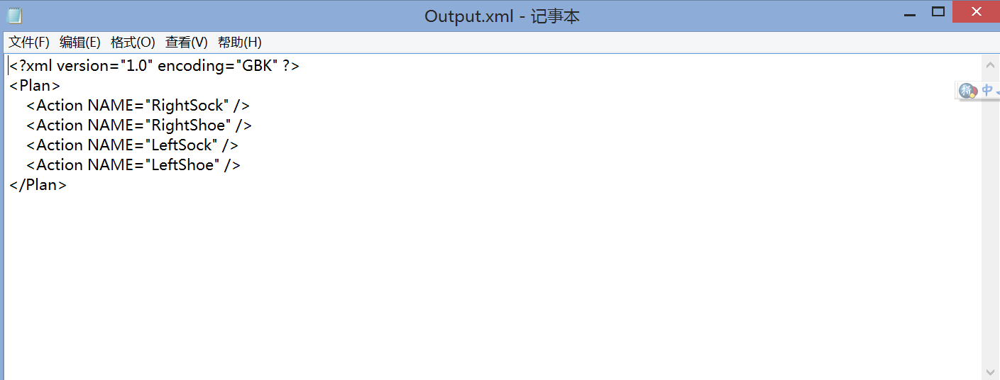 Output.xml - 记事本
文件(F) 编辑(E) 格式(O) 查看(V) 帮助(H)
<?xml version="1.0" encoding="GBK" ?>
<Plan>
    <Action NAME="RightSock" />
    <Action NAME="RightShoe" />
    <Action NAME="LeftSock" />
    <Action NAME="LeftShoe" />
</Plan>
拼 中